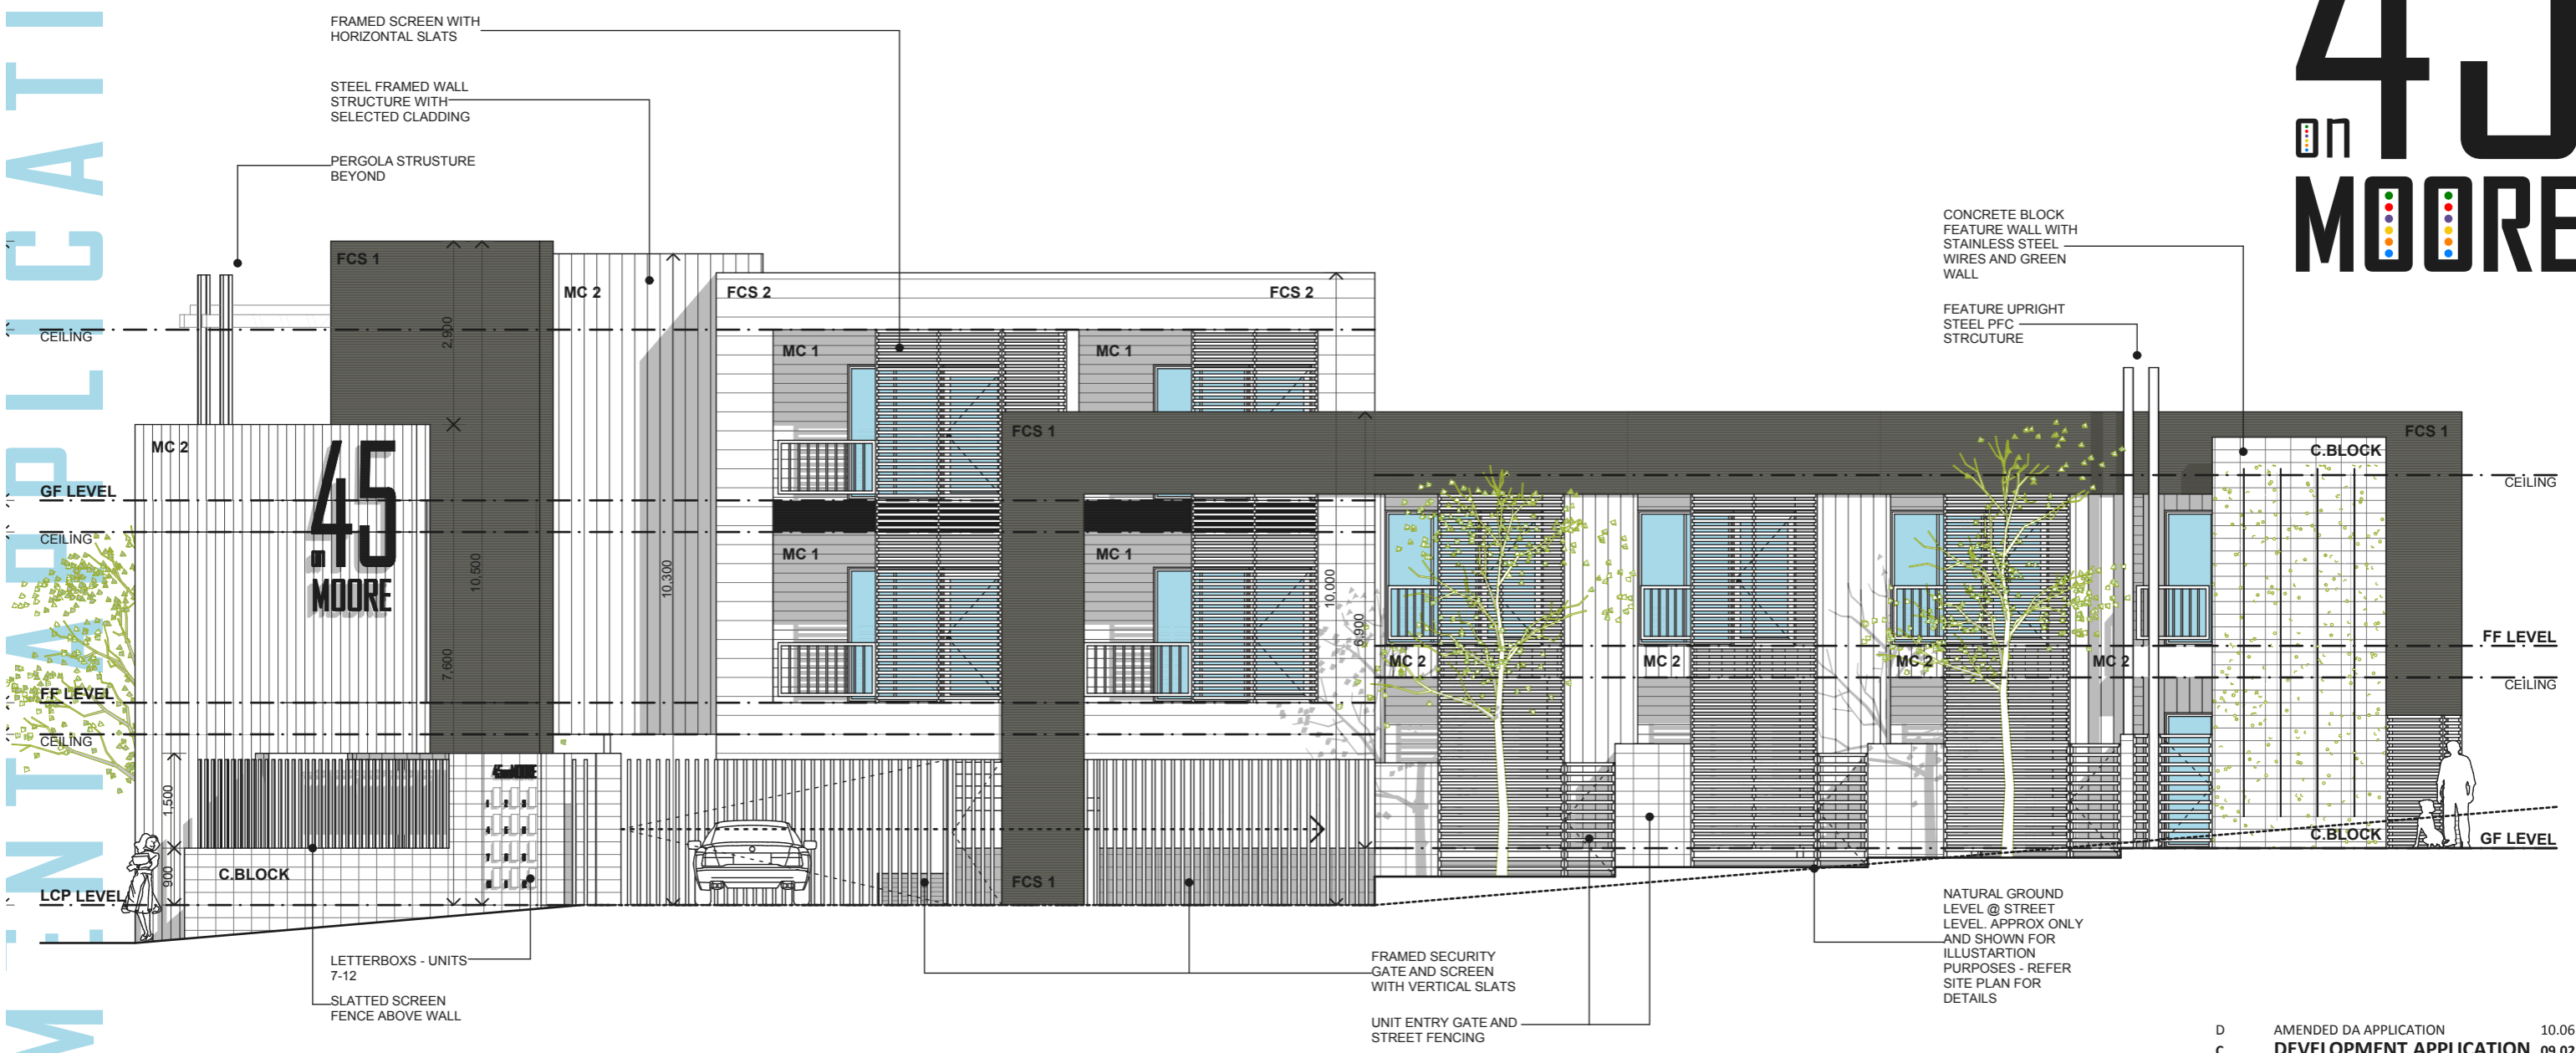 FRAMED SCREEN WITH
HORIZONTAL SLATS
STEEL FRAMED WALL
STRUCTURE WITH
SELECTED CLADDING
PERGOLA STRUSTURE
BEYOND
45
on
MOORE
CONCRETE BLOCK
FEATURE WALL WITH
STAINLESS STEEL
WIRES AND GREEN
WALL
FEATURE UPRIGHT
STEEL PFC
STRCUTURE
FCS 1
MC 2
FCS 2
FCS 2
CEILING
2,900
MC 1
MC 1
MC 2
FCS 1
FCS 1
C.BLOCK
45
on
MOORE
GF LEVEL
CEILING
CEILING
MC 1
MC 1
10,500
10,300
10,000
6,900
7,600
FF LEVEL
MC 2
MC 2
MC 2
MC 2
FF LEVEL
CEILING
CEILING
45onMOORE
1,500
900
C.BLOCK
LCP LEVEL
FCS 1
C.BLOCK
GF LEVEL
LETTERBOXS - UNITS
7-12
SLATTED SCREEN
FENCE ABOVE WALL
FRAMED SECURITY
GATE AND SCREEN
WITH VERTICAL SLATS
UNIT ENTRY GATE AND
STREET FENCING
NATURAL GROUND
LEVEL @ STREET
LEVEL. APPROX ONLY
AND SHOWN FOR
ILLUSTARTION
PURPOSES - REFER
SITE PLAN FOR
DETAILS
D AMENDED DA APPLICATION 10.06
C DEVELOPMENT APPLICATION 09.02
MENT APPLICATI